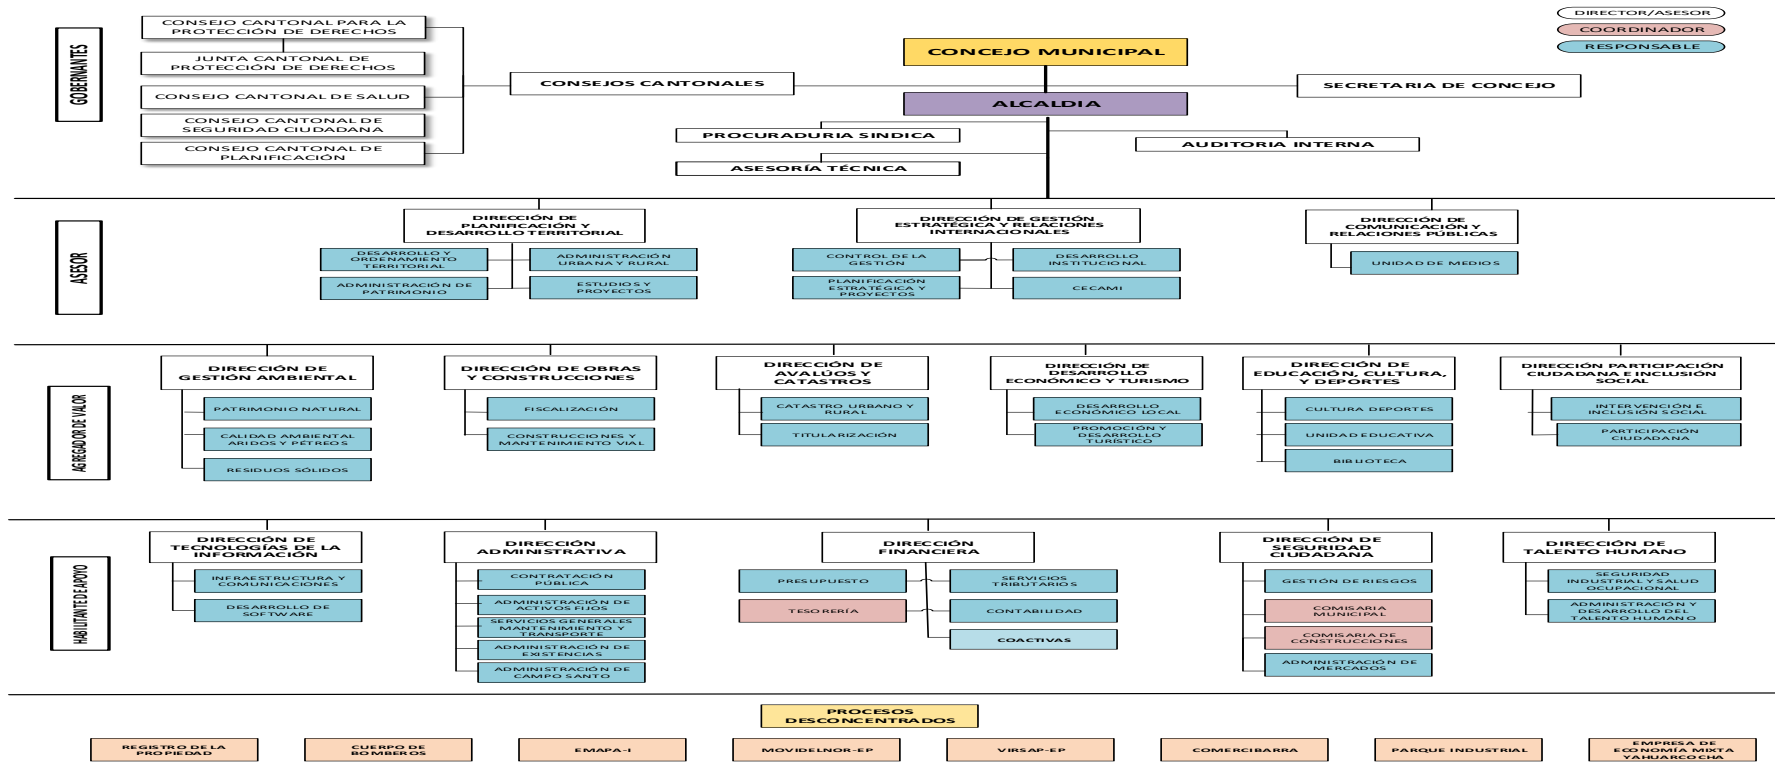 DIRECTOR/ASESOR
COORDINADOR
RESPONSABLE
GOBERNANTES
CONSEJO CANTONAL PARA LA
PROTECCIÓN DE DERECHOS
JUNTA CANTONAL DE
PROTECCIÓN DE DERECHOS
CONSEJO CANTONAL DE SALUD
CONSEJO CANTONAL DE
SEGURIDAD CIUDADANA
CONSEJO CANTONAL DE
PLANIFICACIÓN
CONSEJOS CANTONALES
CONCEJO MUNICIPAL
ALCALDIA
SECRETARIA DE CONCEJO
PROCURADURIA SINDICA
AUDITORIA INTERNA
ASESORÍA TÉCNICA
ASESOR
DIRECCIÓN DE
PLANIFICACIÓN Y
DESARROLLO TERRITORIAL
DESARROLLO Y
ORDENAMIENTO
TERRITORIAL
ADMINISTRACIÓN
URBANA Y RURAL
ADMINISTRACIÓN DE
PATRIMONIO
ESTUDIOS Y
PROYECTOS
DIRECCIÓN DE GESTIÓN
ESTRATÉGICA Y RELACIONES
INTERNACIONALES
CONTROL DE LA
GESTIÓN
DESARROLLO
INSTITUCIONAL
PLANIFICACIÓN
ESTRATÉGICA Y
PROYECTOS
CECAMI
DIRECCIÓN DE
COMUNICACIÓN Y
RELACIONES PÚBLICAS
UNIDAD DE MEDIOS
AGREGADOR DE VALOR
DIRECCIÓN DE
GESTIÓN AMBIENTAL
PATRIMONIO NATURAL
CALIDAD AMBIENTAL
ARIDOS Y PÉTREOS
RESIDUOS SÓLIDOS
DIRECCIÓN DE OBRAS
Y CONSTRUCCIONES
FISCALIZACIÓN
CONSTRUCCIONES Y
MANTENIMIENTO VIAL
DIRECCIÓN DE
AVALÚOS Y
CATASTROS
CATASTRO URBANO Y
RURAL
TITULARIZACIÓN
DIRECCIÓN DE
DESARROLLO
ECONÓMICO Y TURISMO
DESARROLLO
ECONÓMICO LOCAL
PROMOCIÓN Y
DESARROLLO
TURÍSTICO
DIRECCIÓN DE
EDUCACIÓN, CULTURA,
Y DEPORTES
CULTURA DEPORTES
UNIDAD EDUCATIVA
BIBLIOTECA
DIRECCIÓN PARTICIPACIÓN
CIUDADANA E INCLUSIÓN
SOCIAL
INTERVENCIÓN E
INCLUSIÓN SOCIAL
PARTICIPACIÓN
CIUDADANA
HABILITANTE DE APOYO
DIRECCIÓN DE
TECNOLOGÍAS DE LA
INFORMACIÓN
INFRAESTRUCTURA Y
COMUNICACIONES
DESARROLLO DE
SOFTWARE
DIRECCIÓN
ADMINISTRATIVA
CONTRATACIÓN
PÚBLICA
ADMINISTRACIÓN DE
ACTIVOS FIJOS
SERVICIOS GENERALES
MANTENIMIENTO Y
TRANSPORTE
ADMINISTRACIÓN DE
EXISTENCIAS
ADMINISTRACIÓN DE
CAMPO SANTO
DIRECCIÓN
FINANCIERA
PRESUPUESTO
SERVICIOS
TRIBUTARIOS
TESORERÍA
CONTABILIDAD
COACTIVAS
DIRECCIÓN DE
SEGURIDAD
CIUDADANA
GESTIÓN DE RIESGOS
COMISARIA
MUNICIPAL
COMISARIA DE
CONSTRUCCIONES
ADMINISTRACIÓN DE
MERCADOS
DIRECCIÓN DE
TALENTO HUMANO
SEGURIDAD
INDUSTRIAL Y SALUD
OCUPACIONAL
ADMINISTRACIÓN Y
DESARROLLO DEL
TALENTO HUMANO
PROCESOS
DESCONCENTRADOS
REGISTRO DE LA
PROPIEDAD
CUERPO DE
BOMBEROS
EMAPA-I
MOVIDELNOR-EP
VIRSAP-EP
COMERCIBARRA
PARQUE INDUSTRIAL
EMPRESA DE
ECONOMÍA MIXTA
YAHUARCOCHA